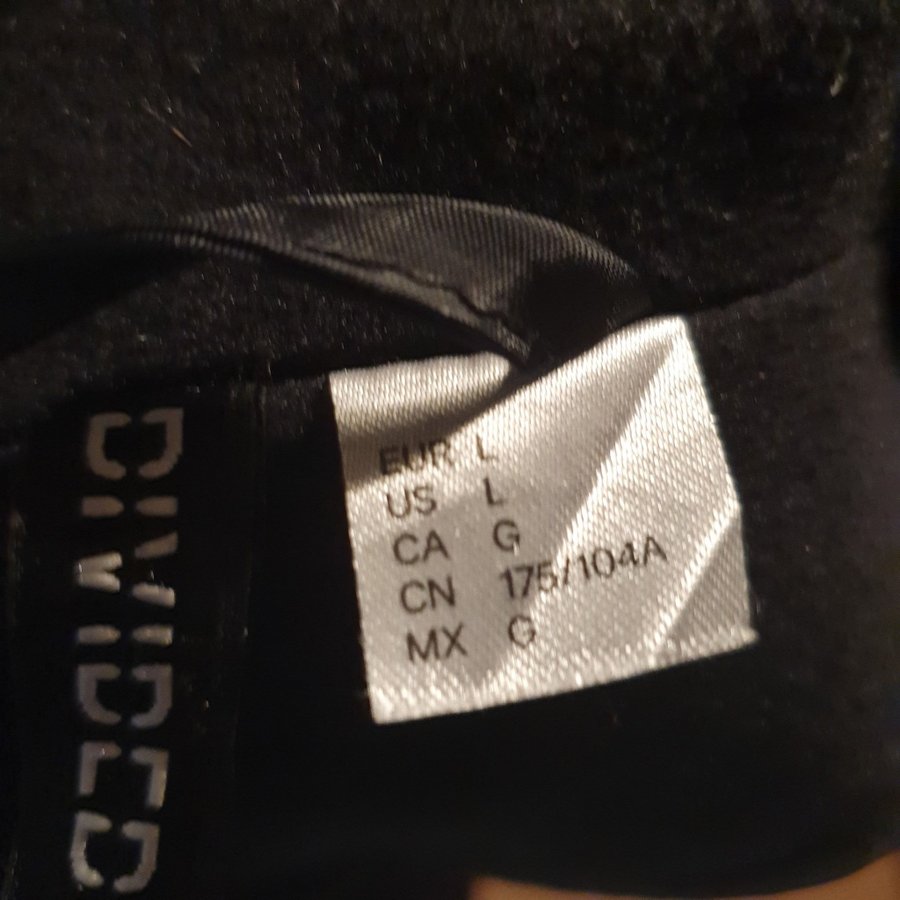 DIVIDED
EUR L
US L
CA G
CN 175/104A
MX G